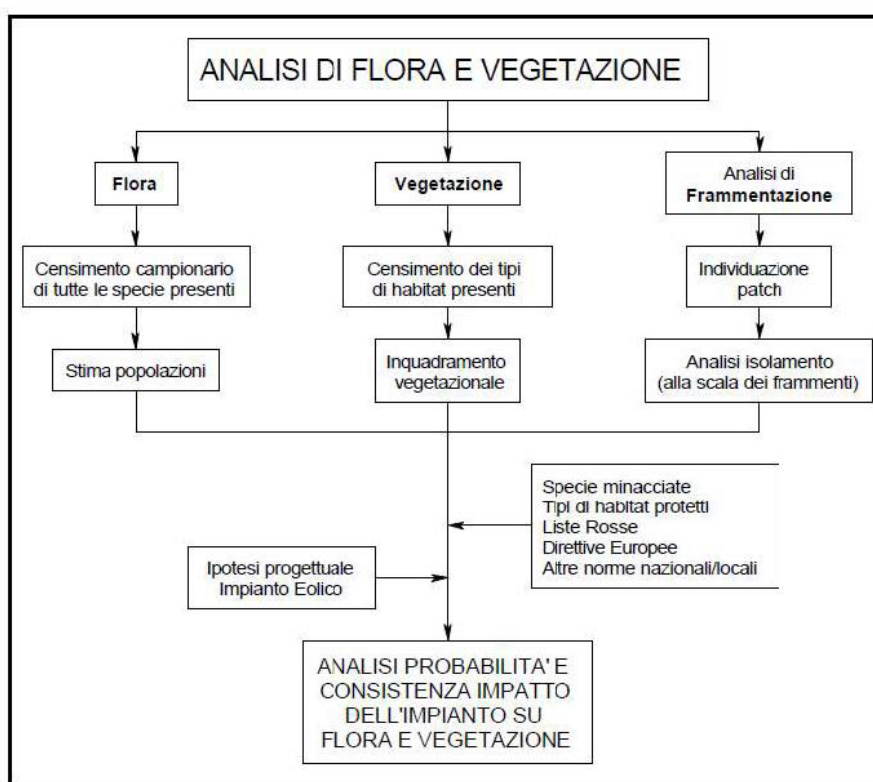 ANALISI DI FLORA E VEGETAZIONE
Flora
Vegetazione
Analisi di
Frammentazione
Censimento campionario
di tutte le specie presenti
Censimento dei tipi
di habitat presenti
Individuazione
patch
Stima popolazioni
Inquadramento
vegetazionale
Analisi isolamento
(alla scala dei frammenti)
Specie minacciate
Tipi di habitat protetti
Liste Rosse
Direttive Europee
Altre norme nazionali/locali
Ipotesi progettuale
Impianto Eolico
ANALISI PROBABILITA' E
CONSISTENZA IMPATTO
DELL'IMPIANTO SU
FLORA E VEGETAZIONE